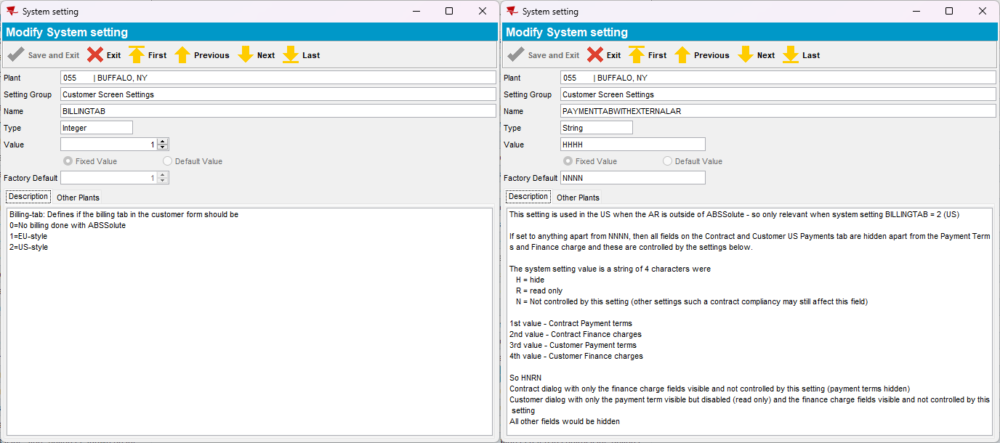 System setting
Modify System setting
Save and Exit Exit First Previous Next Last
Plant 055 | BUFFALO, NY
Setting Group Customer Screen Settings
Name BILLINGTAB
Type Integer
Value 1
Fixed Value Default Value
Factory Default 1
Description Other Plants
Billing-tab: Defines if the billing tab in the customer form should be
0=No billing done with ABSSolute
1=EU-style
2=US-style
System setting
Modify System setting
Save and Exit Exit First Previous Next Last
Plant 055 | BUFFALO, NY
Setting Group Customer Screen Settings
Name PAYMENTTABWITHEXTERNALAR
Type String
Value HHHH
Fixed Value Default Value
Factory Default NNNN
Description Other Plants
This setting is used in the US when the AR is outside of ABSSolute - so only relevant when system setting BILLINGTAB = 2 (US)
If set to anything apart from NNNN, then all fields on the Contract and Customer US Payments tab are hidden apart from the Payment Term
s and Finance charge and these are controlled by the settings below.
The system setting value is a string of 4 characters were
H = hide
R = read only
N = Not controlled by this setting (other settings such a contract compliancy may still affect this field)
1st value - Contract Payment terms
2nd value - Contract Finance charges
3rd value - Customer Payment terms
4th value - Customer Finance charges
So HNRN
Contract dialog with only the finance charge fields visible and not controlled by this setting (payment terms hidden)
Customer dialog with only the payment term visible but disabled (read only) and the finance charge fields visible and not controlled by this
setting
All other fields would be hidden